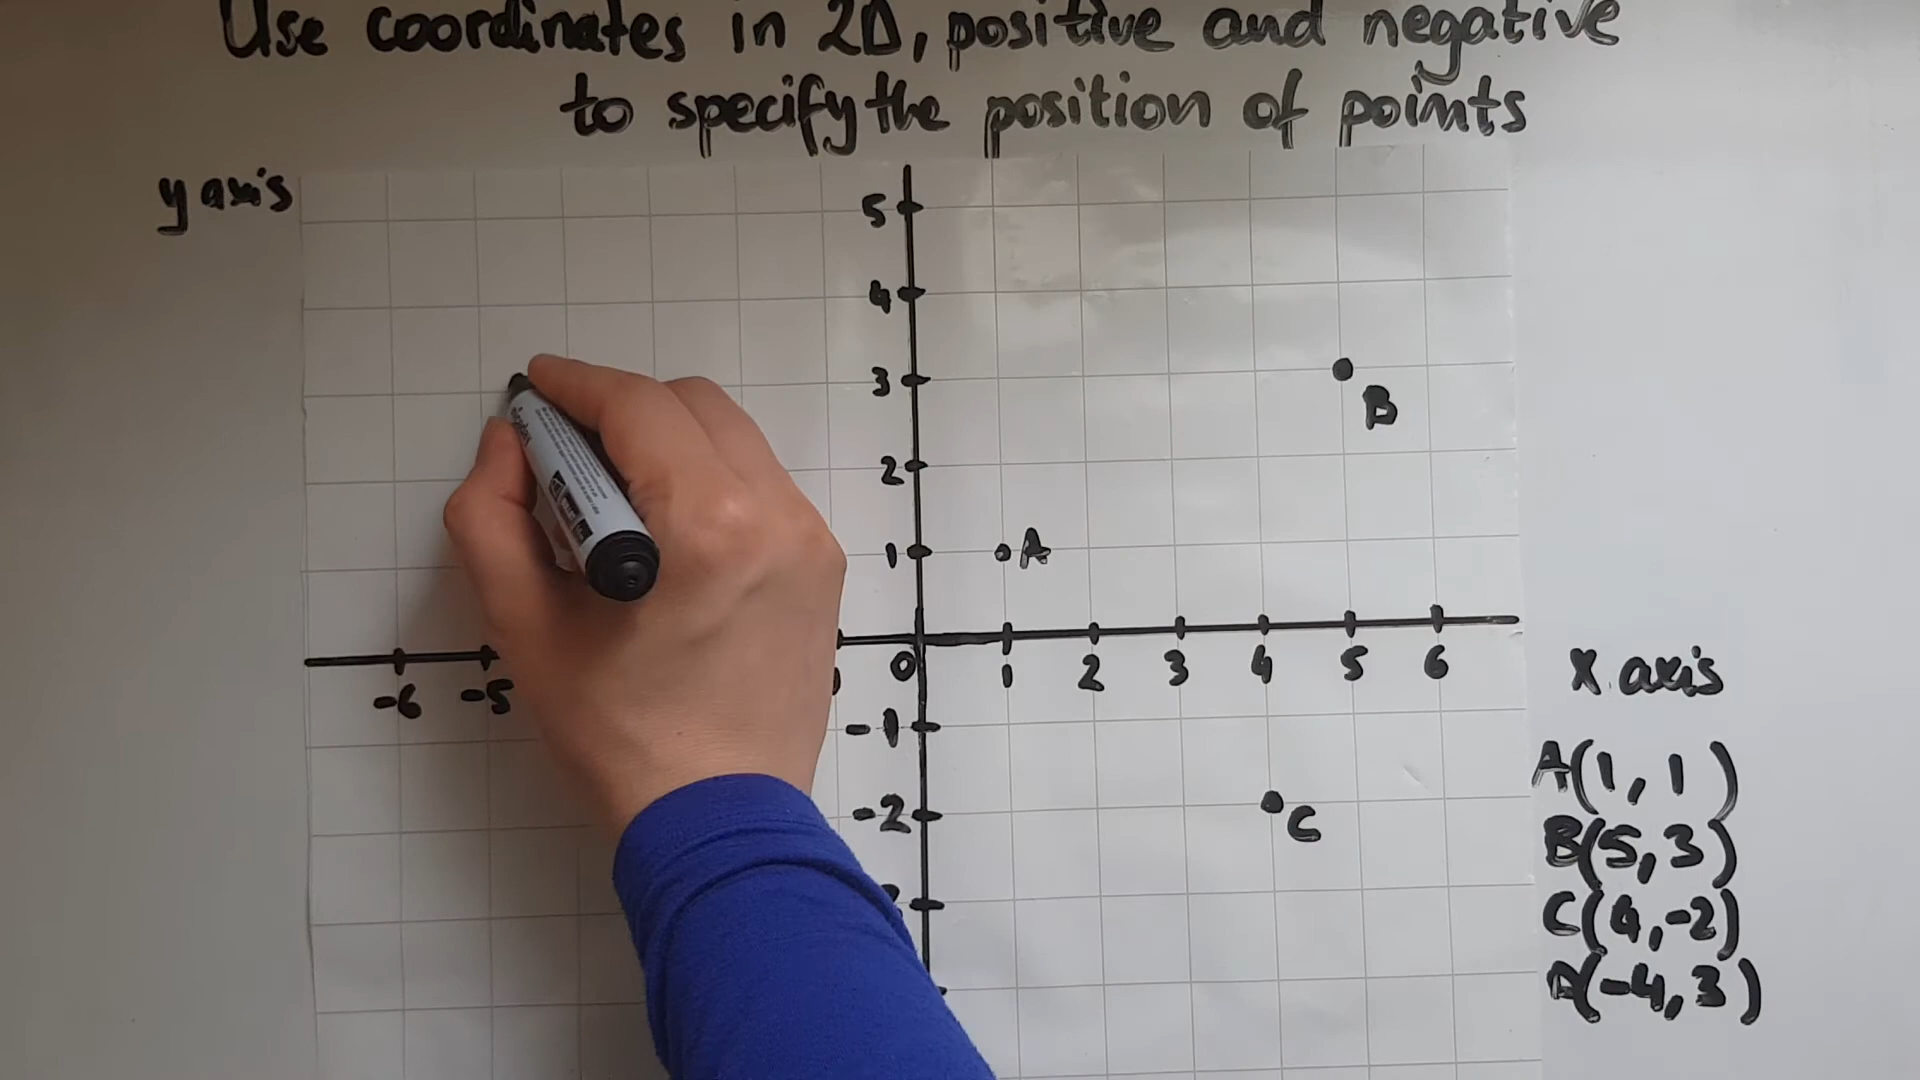 Use coordinates in 2D, positive and negative
to specify the position of points
y axis
5
4
3
B
2
1
A
0
1 2 3 4 5 6
x axis
-6 -5
-1
-2
C
A(1, 1)
B(5, 3)
C(4, -2)
D(-4, 3)